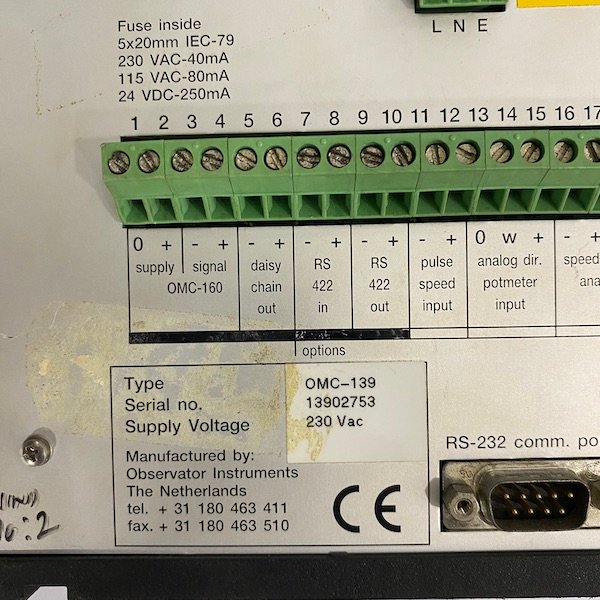 L N E
Fuse inside
5x20mm IEC-79
230 VAC-40mA
115 VAC-80mA
24 VDC-250mA
1 2 3 4 5 6 7 8 9 10 11 12 13 14 15 16 17
0 + - + - + - + - + - + 0 w + - +
supply signal
OMC-160
daisy
chain
out
RS
422
in
RS
422
out
pulse
speed
input
analog dir.
potmeter
input
speed
ana
options
Type OMC-139
Serial no. 13902753
Supply Voltage 230 Vac
Manufactured by:
Observator Instruments
The Netherlands
tel. + 31 180 463 411
fax. + 31 180 463 510
CE
RS-232 comm. po